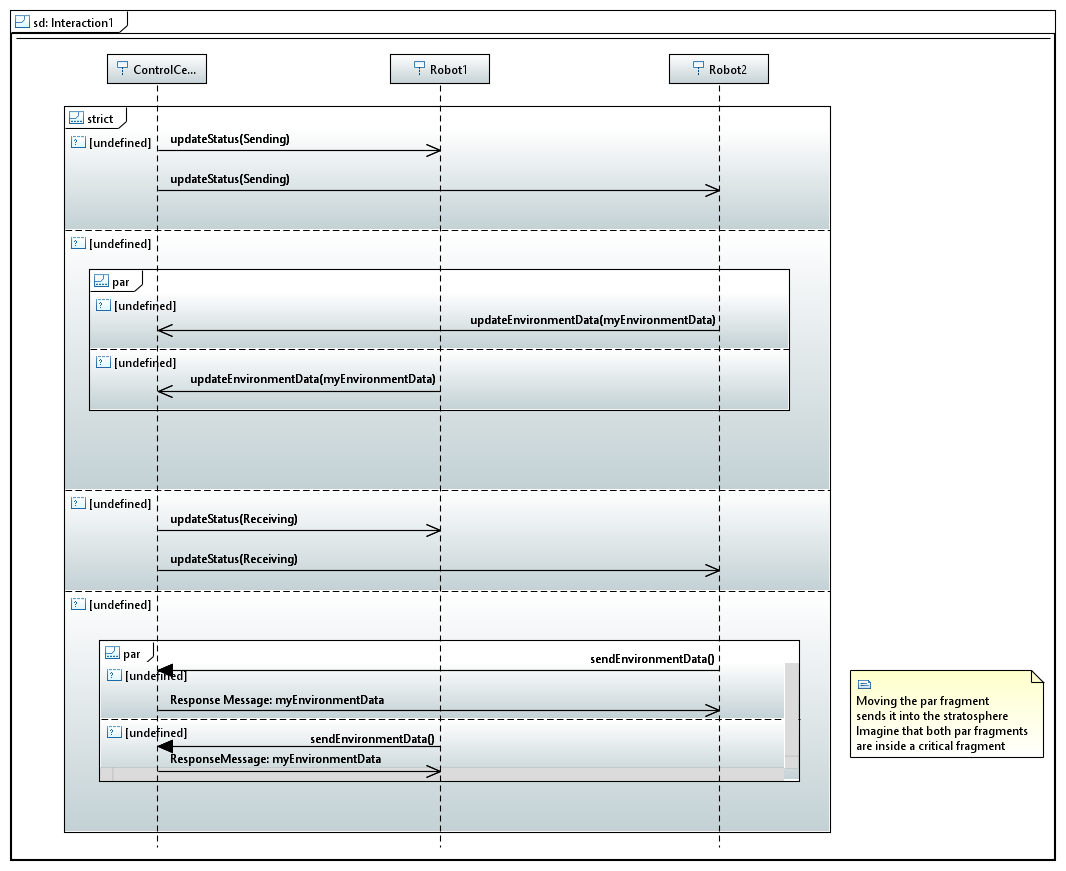 sd: Interaction1
ControlCe...
Robot1
Robot2
strict
[undefined]
updateStatus(Sending)
updateStatus(Sending)
[undefined]
par
[undefined]
updateEnvironmentData(myEnvironmentData)
[undefined]
updateEnvironmentData(myEnvironmentData)
[undefined]
updateStatus(Receiving)
updateStatus(Receiving)
[undefined]
par
sendEnvironmentData()
[undefined]
Response Message: myEnvironmentData
[undefined]
sendEnvironmentData()
ResponseMessage: myEnvironmentData
Moving the par fragment
sends it into the stratosphere
Imagine that both par fragments
are inside a critical fragment